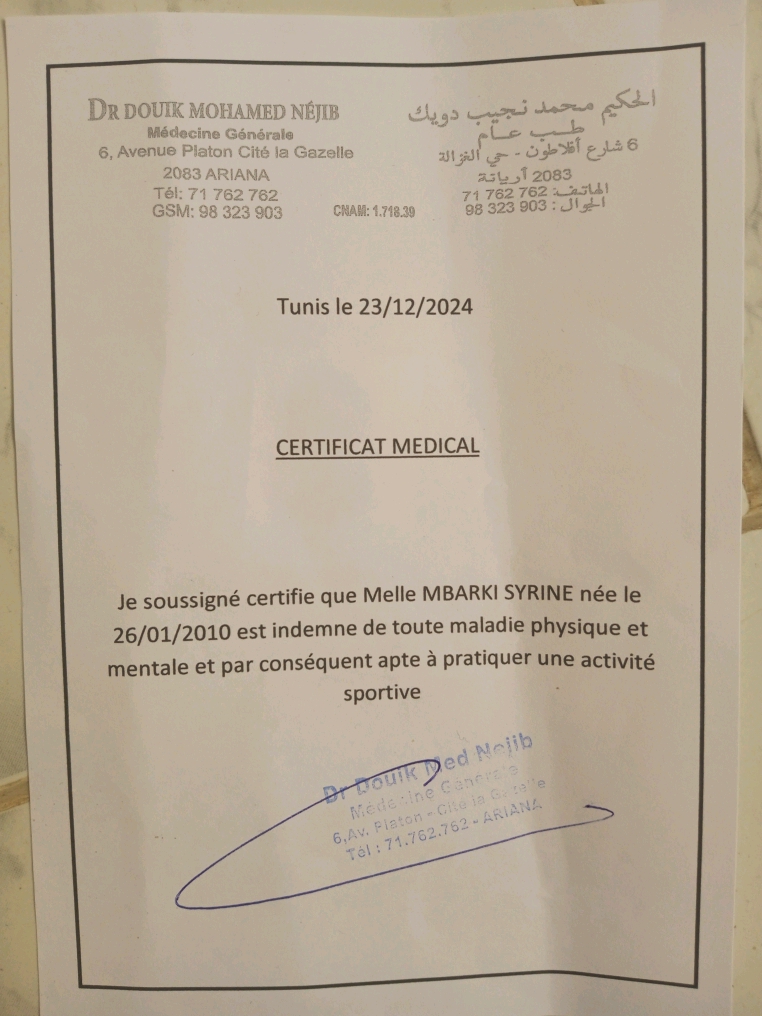 DR DOUIK MOHAMED NÉJIB
Médecine Générale
6, Avenue Platon Cité la Gazelle
2083 ARIANA
Tél: 71 762 762
GSM: 98 323 903
CNAM: 1.718.39
الحكيم محمد نجيب دويك
طب عام
6 شارع أفلاطون - حي الغزالة
2083 أريانة
الهاتف: 762 762 71
الجوال : 903 323 98
Tunis le 23/12/2024
CERTIFICAT MEDICAL
Je soussigné certifie que Melle MBARKI SYRINE née le
26/01/2010 est indemne de toute maladie physique et
mentale et par conséquent apte à pratiquer une activité
sportive
Dr Douik Med Nejib
Médecine Générale
6,Av. Platon - Cité la Gazelle
Tél : 71.762.762 - ARIANA